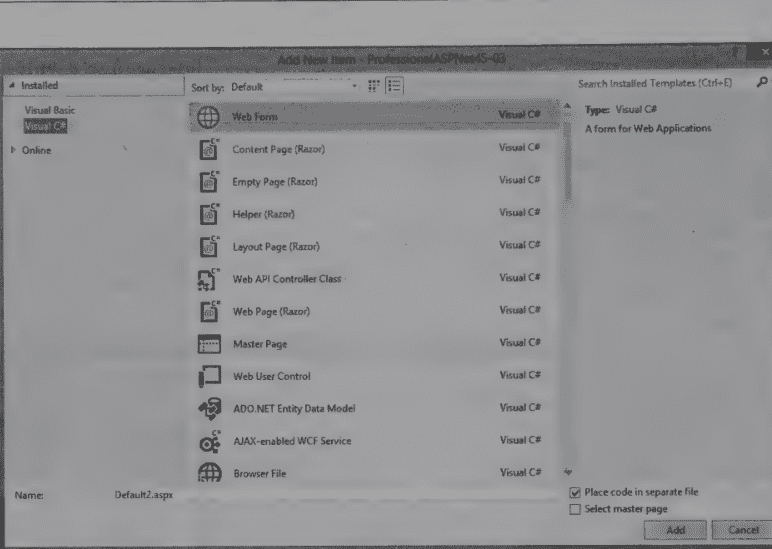 Add New Item - ProfessionalASPNet45-03
? ×
Installed
Visual Basic
Visual C#
Online
Sort by: Default
Search Installed Templates (Ctrl+E)
Web Form Visual C#
Content Page (Razor) Visual C#
Empty Page (Razor) Visual C#
Helper (Razor) Visual C#
Layout Page (Razor) Visual C#
Web API Controller Class Visual C#
Web Page (Razor) Visual C#
Master Page Visual C#
Web User Control Visual C#
ADO.NET Entity Data Model Visual C#
AJAX-enabled WCF Service Visual C#
Browser File Visual C#
Type: Visual C#
A form for Web Applications
Name: Default2.aspx
Place code in separate file
Select master page
Add Cancel